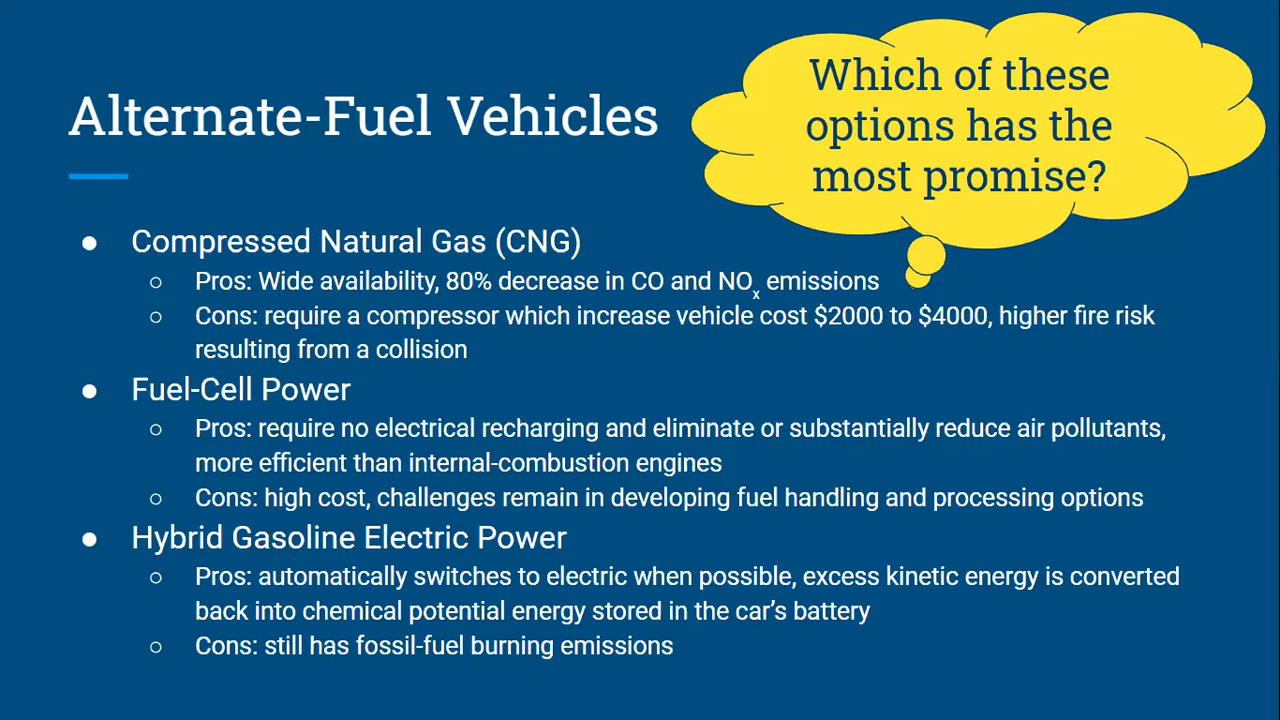 Alternate-Fuel Vehicles
Which of these
options has the
most promise?
● Compressed Natural Gas (CNG)
○ Pros: Wide availability, 80% decrease in CO and NOx emissions
○ Cons: require a compressor which increase vehicle cost $2000 to $4000, higher fire risk
resulting from a collision
● Fuel-Cell Power
○ Pros: require no electrical recharging and eliminate or substantially reduce air pollutants,
more efficient than internal-combustion engines
○ Cons: high cost, challenges remain in developing fuel handling and processing options
● Hybrid Gasoline Electric Power
○ Pros: automatically switches to electric when possible, excess kinetic energy is converted
back into chemical potential energy stored in the car’s battery
○ Cons: still has fossil-fuel burning emissions